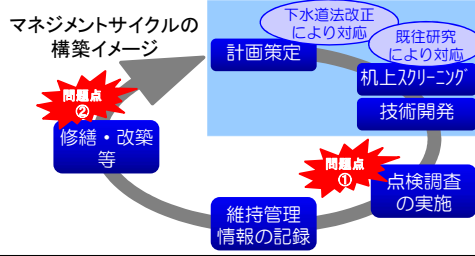 マネジメントサイクルの
構築イメージ
下水道法改正
により対応
既往研究
により対応
計画策定
机上スクリーニング
技術開発
問題点
②
修繕・改築
等
問題点
①
点検調査
の実施
維持管理
情報の記録